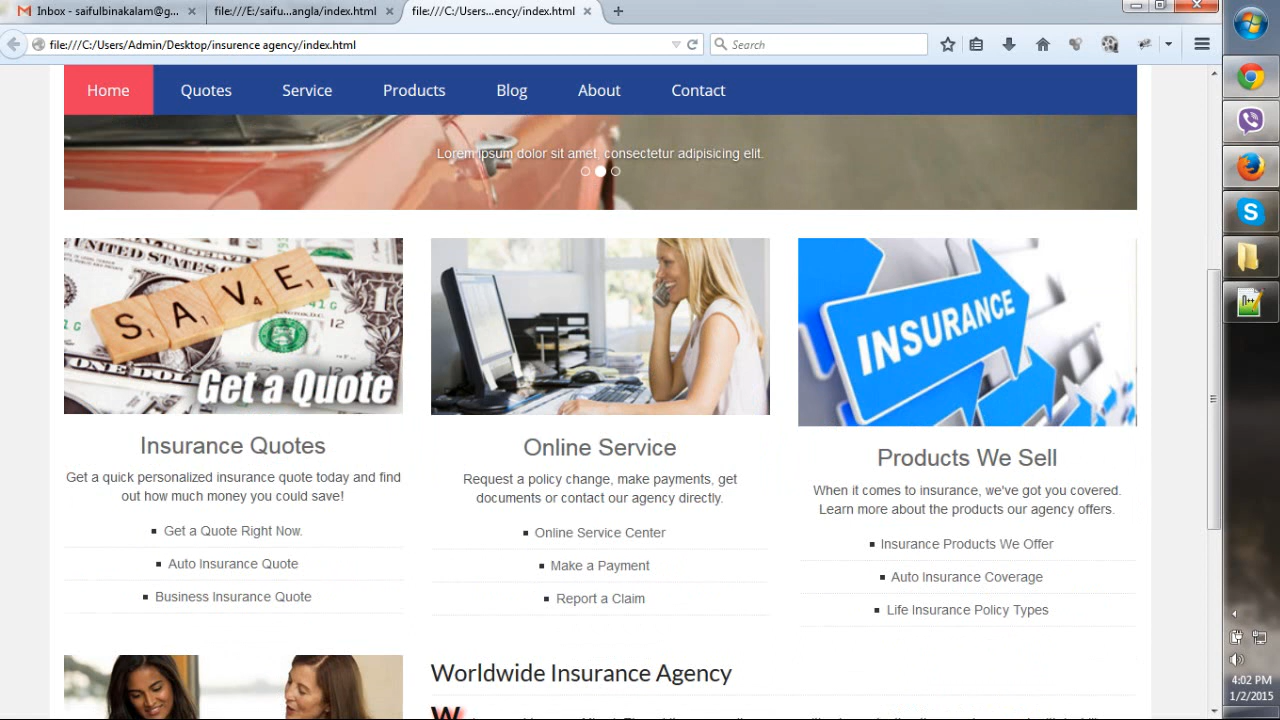 Inbox - saifulbinakalam@g...
file:///E:/saifu...angla/index.html
file:///C:/Users...ency/index.html
file:///C:/Users/Admin/Desktop/insurence agency/index.html
Search
Home Quotes Service Products Blog About Contact
Lorem ipsum dolor sit amet, consectetur adipisicing elit.
UNITED STATES
SAVE
ONE DOL
Get a Quote
INSURANCE
Insurance Quotes
Get a quick personalized insurance quote today and find
out how much money you could save!
Get a Quote Right Now.
Auto Insurance Quote
Business Insurance Quote
Online Service
Request a policy change, make payments, get
documents or contact our agency directly.
Online Service Center
Make a Payment
Report a Claim
Products We Sell
When it comes to insurance, we've got you covered.
Learn more about the products our agency offers.
Insurance Products We Offer
Auto Insurance Coverage
Life Insurance Policy Types
Worldwide Insurance Agency
4:02 PM
1/2/2015